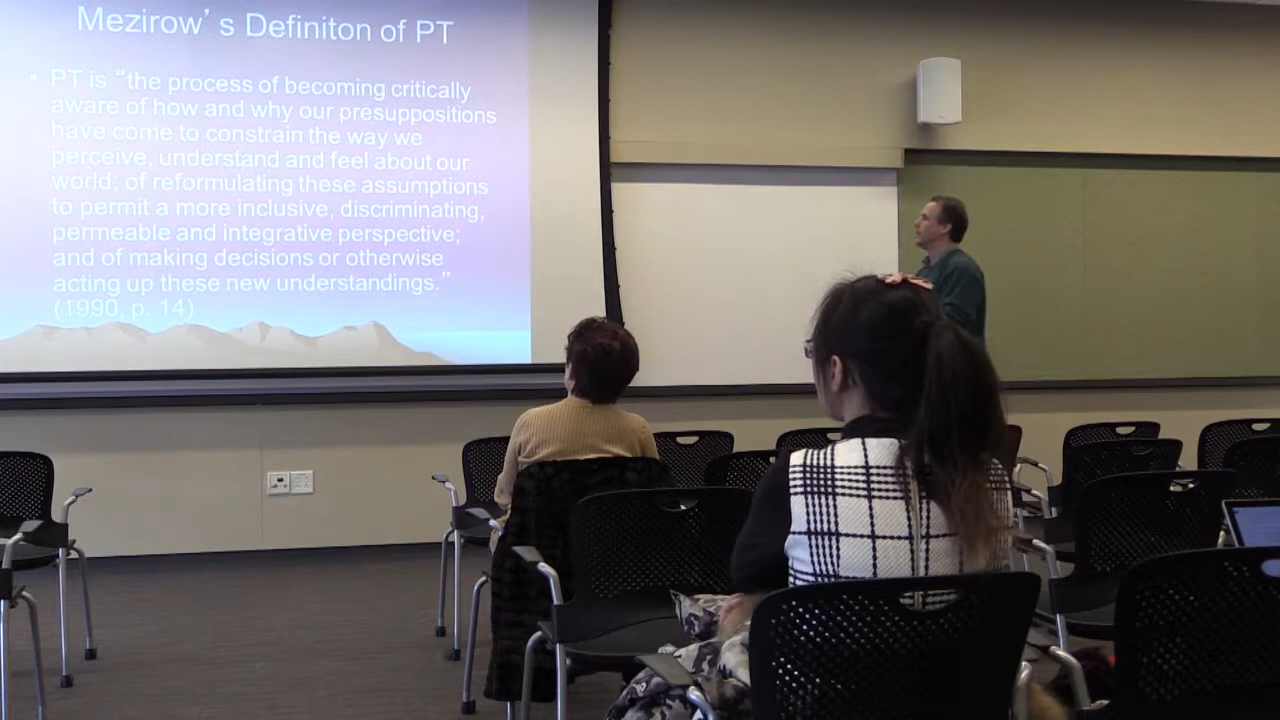 Mezirow's Definiton of PT
• PT is “the process of becoming critically
aware of how and why our presuppositions
have come to constrain the way we
perceive, understand and feel about our
world; of reformulating these assumptions
to permit a more inclusive, discriminating,
permeable and integrative perspective;
and of making decisions or otherwise
acting up these new understandings.”
(1990, p. 14)